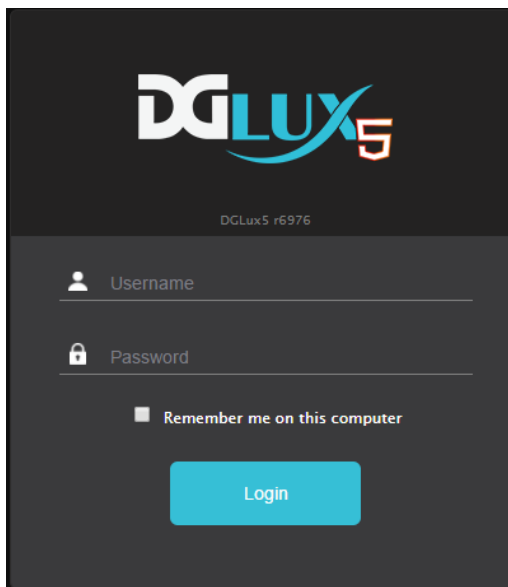 DGLUX5
DGLux5 r6976
Username
Password
Remember me on this computer
Login